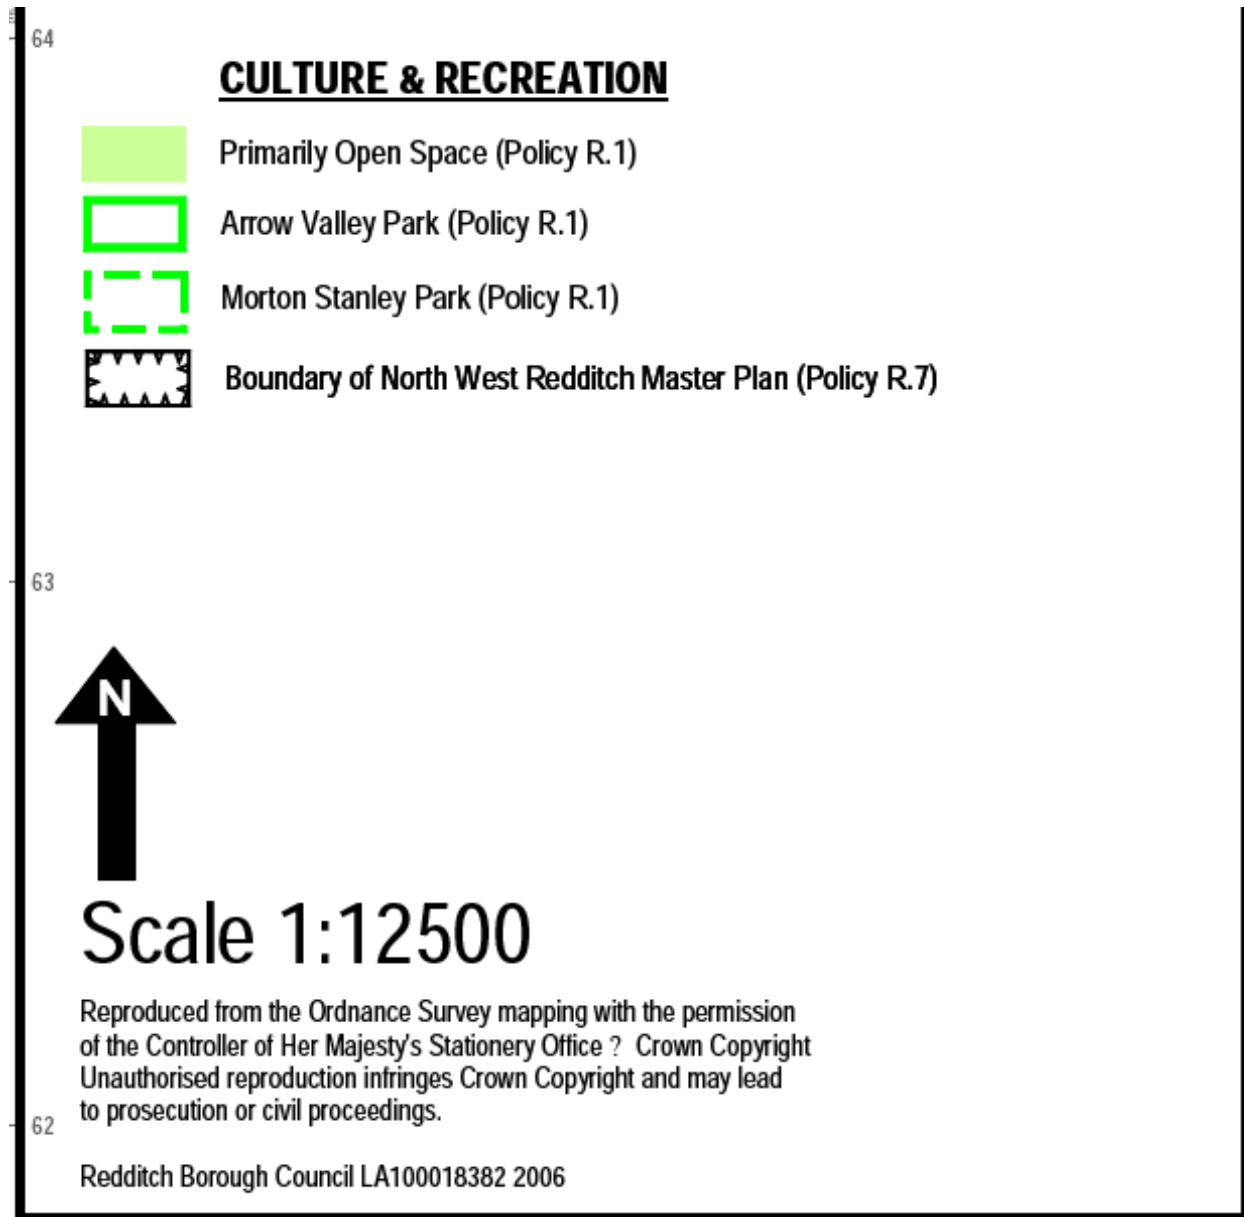 64
CULTURE & RECREATION
Primarily Open Space (Policy R.1)
Arrow Valley Park (Policy R.1)
Morton Stanley Park (Policy R.1)
Boundary of North West Redditch Master Plan (Policy R.7)
63
N
Scale 1:12500
Reproduced from the Ordnance Survey mapping with the permission
of the Controller of Her Majesty's Stationery Office ? Crown Copyright
Unauthorised reproduction infringes Crown Copyright and may lead
to prosecution or civil proceedings.
62
Redditch Borough Council LA100018382 2006